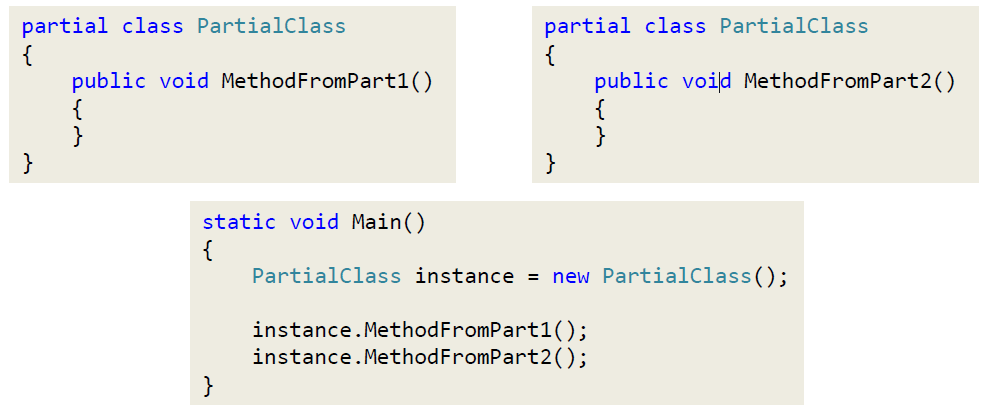 partial class PartialClass
{
    public void MethodFromPart1()
    {
    }
}
partial class PartialClass
{
    public void MethodFromPart2()
    {
    }
}
static void Main()
{
    PartialClass instance = new PartialClass();

    instance.MethodFromPart1();
    instance.MethodFromPart2();
}